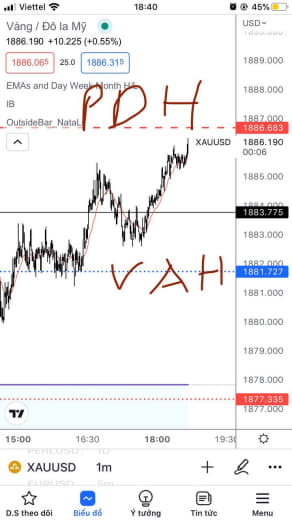 Viettel 18:40 45%
Vàng / Đô la Mỹ
USD
1886.190 +10.225 (+0.55%)
1889.000
1886.065 25.0 1886.315
1888.000
EMAs and Day Week Month H/L
PDH
IB
1887.000
OutsideBar_NataL
1886.683
XAUUSD 1886.190
00:06
1885.000
1884.000
1883.775
1883.000
VAH
1881.727
1881.000
1880.000
1879.000
1878.000
1877.335
1877.000
15:00 16:30 18:00 19:30
XAUUSD 1m
D.S theo dõi Biểu đồ Ý tưởng Tin tức Menu